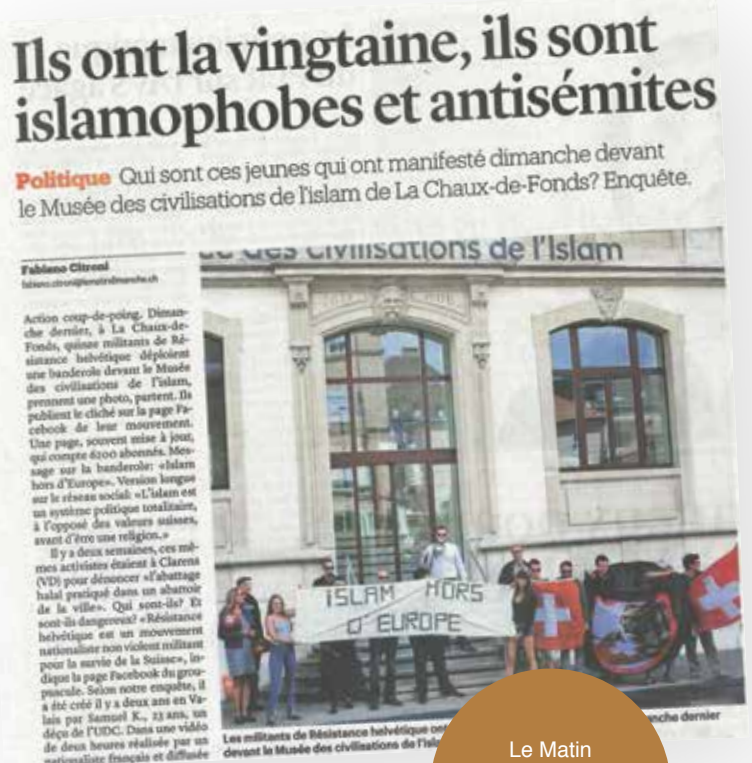 Ils ont la vingtaine, ils sont
islamophobes et antisémites
Politique Qui sont ces jeunes qui ont manifesté dimanche devant
le Musée des civilisations de l'islam de La Chaux-de-Fonds? Enquête.
Fabiano Citroni
Action coup-de-poing. Diman-
che dernier, à La Chaux-de-
Fonds, quinze militants de Ré-
sistance helvétique déploient
une banderole devant le Musée
des civilisations de l'islam,
prennent une photo, partent. Ils
publient le cliché sur la page Fa-
cebook de leur mouvement.
Une page, souvent mise à jour,
qui compte 6200 abonnés. Mes-
sage sur la banderole: «Islam
hors d'Europe». Version longue
sur le réseau social: «L'islam est
un système politique totalitaire,
à l'opposé des valeurs suisses,
avant d'être une religion.»
Il y a deux semaines, ces mê-
mes activistes étaient à Clarens
(VD) pour dénoncer «l'abattage
halal pratiqué dans un abattoir
de la ville». Qui sont-ils? Et
sont-ils dangereux? «Résistance
helvétique est un mouvement
nationaliste non violent militant
pour la survie de la Suisse», in-
dique la page Facebook du grou-
puscule. Selon notre enquête, il
a été créé il y a deux ans en Va-
lais par Samuel K., 23 ans, un
déçu de l'UDC. Dans une vidéo
de deux heures réalisée par un
nationaliste français et diffusée
des civilisations de l'Islam
ISLAM HORS
D'EUROPE
Les militants de Résistance helvétique
devant le Musée des civilisations de
dernier
Le Matin